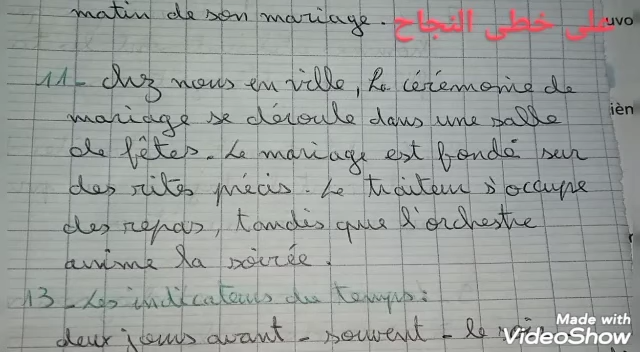 matin de son mariage. على خطى النجاح
uvo
11- chez nous en ville, la cérémonie de
mariage se déroule dans une salle
ièn
de fêtes. Le mariage est fondé sur
des rites précis. Le traiteur s'occupe
des repas, tandis que l'orchestre
anime la soirée.
13-Les indicateurs du temps:
deux jours avant - souvent - le
Made with
VideoShow